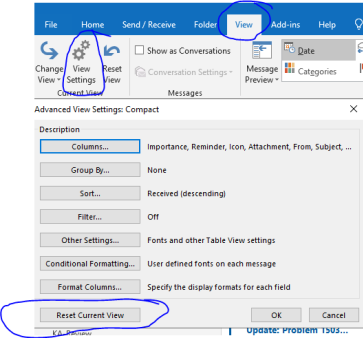 File Home Send / Receive Folder View Add-ins Help
Change View Reset
View Settings View
Current View
Show as Conversations
Conversation Settings
Messages
Message
Preview
Date
Categories
Advanced View Settings: Compact
Description
Columns... Importance, Reminder, Icon, Attachment, From, Subject, ...
Group By... None
Sort... Received (descending)
Filter... Off
Other Settings... Fonts and other Table View settings
Conditional Formatting... User defined fonts on each message
Format Columns... Specify the display formats for each field
Reset Current View OK Cancel
Update: Problem 1503...